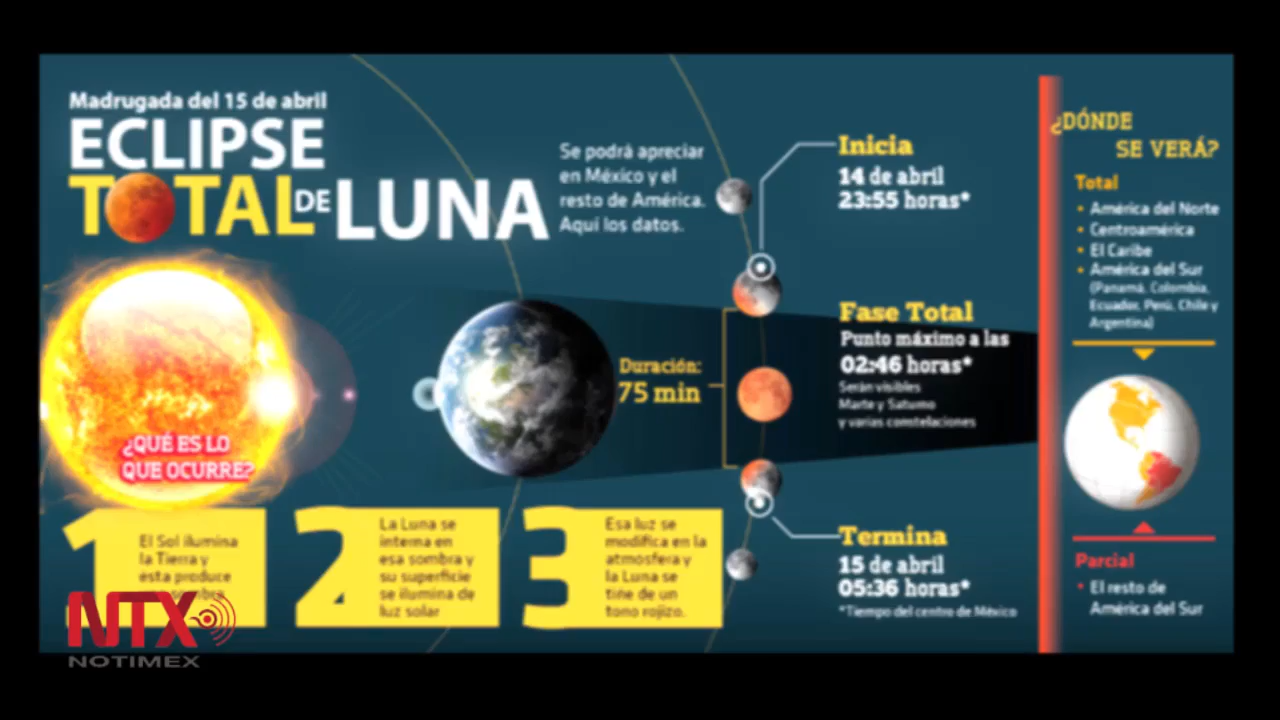 Madrugada del 15 de abril
ECLIPSE
TOTAL DE LUNA
Se podrá apreciar
en México y el
resto de América.
Aquí los datos.
Inicia
14 de abril
23:55 horas*
Duración:
75 min
Fase Total
Punto máximo a las
02:46 horas*
Serán visibles
Marte y Saturno
y varias constelaciones
Termina
15 de abril
05:36 horas*
*Tiempo del centro de México
¿QUÉ ES LO
QUE OCURRE?
1
El Sol ilumina
la Tierra y
ésta produce
sombra
2
La Luna se
interna en
esa sombra y
su superficie
se ilumina de
luz solar
3
Esa luz se
modifica en la
atmosfera y
la Luna se
tiñe de un
tono rojizo.
¿DÓNDE
SE VERÁ?
Total
• América del Norte
• Centroamérica
• El Caribe
• América del Sur
(Panamá, Colombia,
Ecuador, Perú, Chile y
Argentina)
Parcial
• El resto de
América del Sur
NTX
NOTIMEX